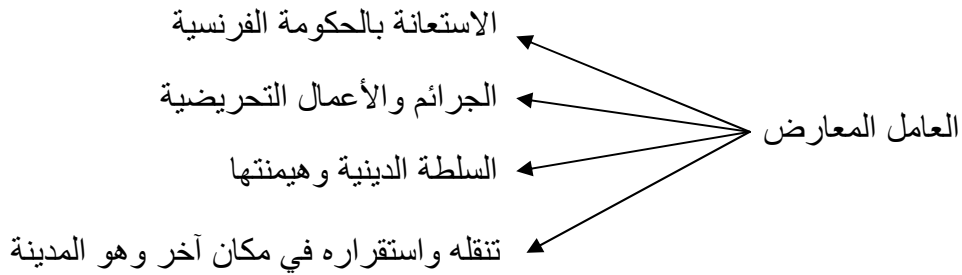 الاستعانة بالحكومة الفرنسية
الجرائم والأعمال التحريضية
العامل المعارض
السلطة الدينية وهيمنتها
تنقله واستقراره في مكان آخر وهو المدينة